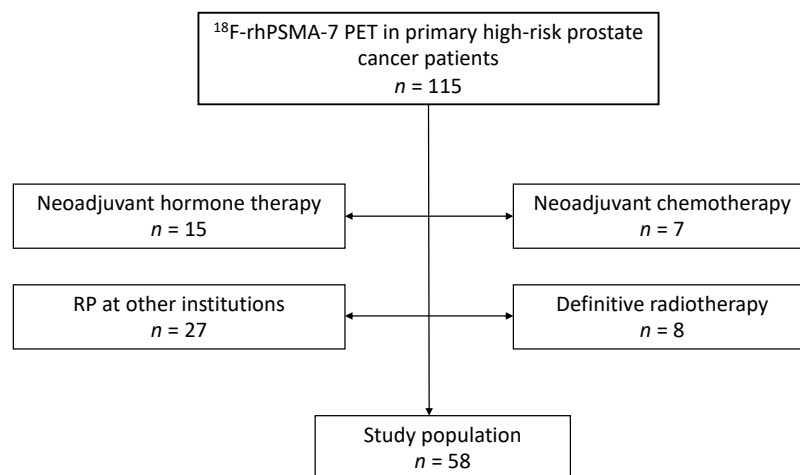 ¹⁸F-rhPSMA-7 PET in primary high-risk prostate
cancer patients
n = 115
Neoadjuvant hormone therapy
n = 15
Neoadjuvant chemotherapy
n = 7
RP at other institutions
n = 27
Definitive radiotherapy
n = 8
Study population
n = 58